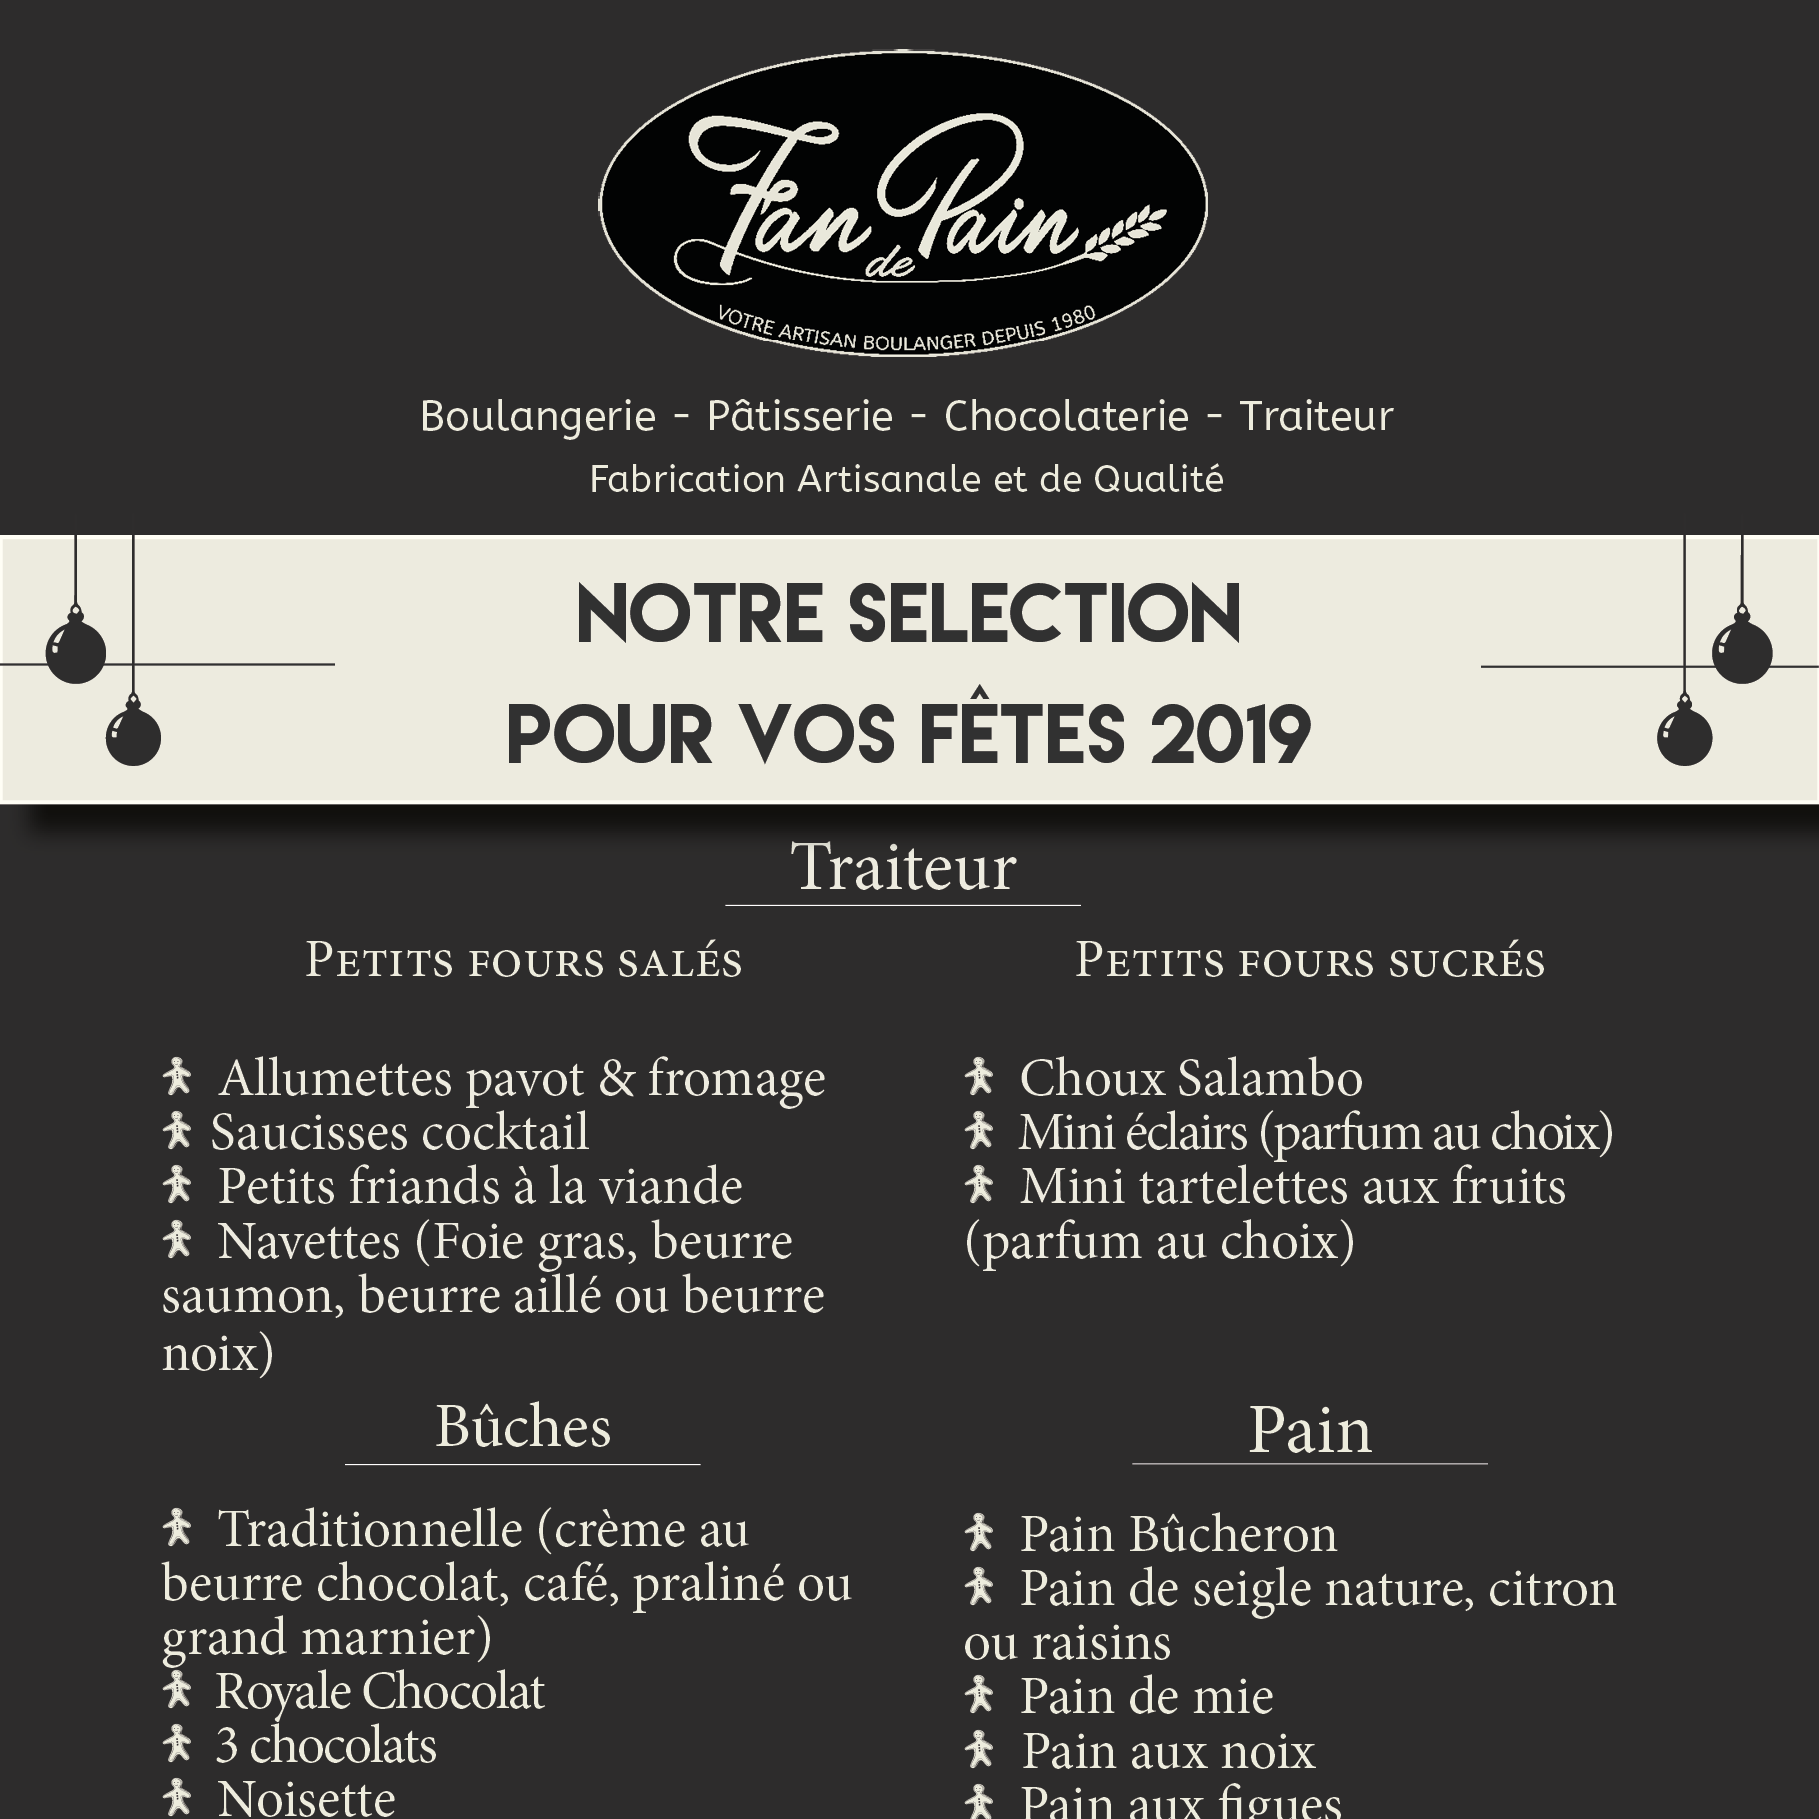 Fan de Pain
VOTRE ARTISAN BOULANGER DEPUIS 1980
Boulangerie - Pâtisserie - Chocolaterie - Traiteur
Fabrication Artisanale et de Qualité
NOTRE SELECTION
POUR VOS FÊTES 2019
Traiteur
Petits fours salés
Allumettes pavot & fromage
Saucisses cocktail
Petits friands à la viande
Navettes (Foie gras, beurre
saumon, beurre aillé ou beurre
noix)
Petits fours sucrés
Choux Salambo
Mini éclairs (parfum au choix)
Mini tartelettes aux fruits
(parfum au choix)
Bûches
Traditionnelle (crème au
beurre chocolat, café, praliné ou
grand marnier)
Royale Chocolat
3 chocolats
Noisette
Pain
Pain Bûcheron
Pain de seigle nature, citron
ou raisins
Pain de mie
Pain aux noix
Pain aux figues